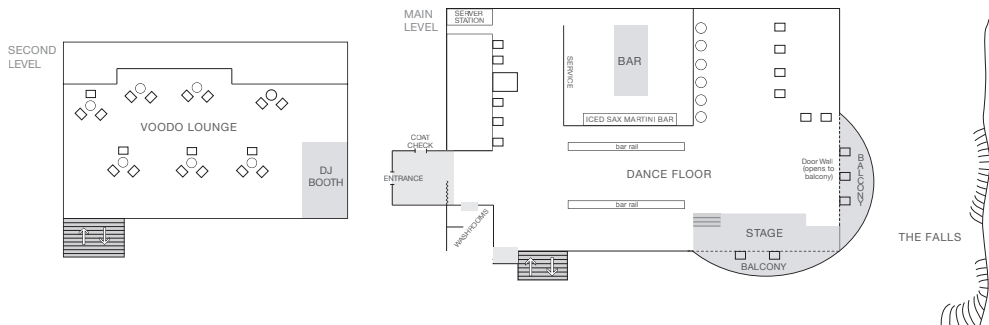 SECOND
LEVEL
VOODO LOUNGE
DJ
BOOTH
MAIN
LEVEL
SERVER
STATION
SERVICE
BAR
ICED SAX MARTINI BAR
COAT
CHECK
ENTRANCE
WASHROOMS
bar rail
DANCE FLOOR
bar rail
Door Wall
(opens to
balcony)
BALCONY
STAGE
BALCONY
THE FALLS